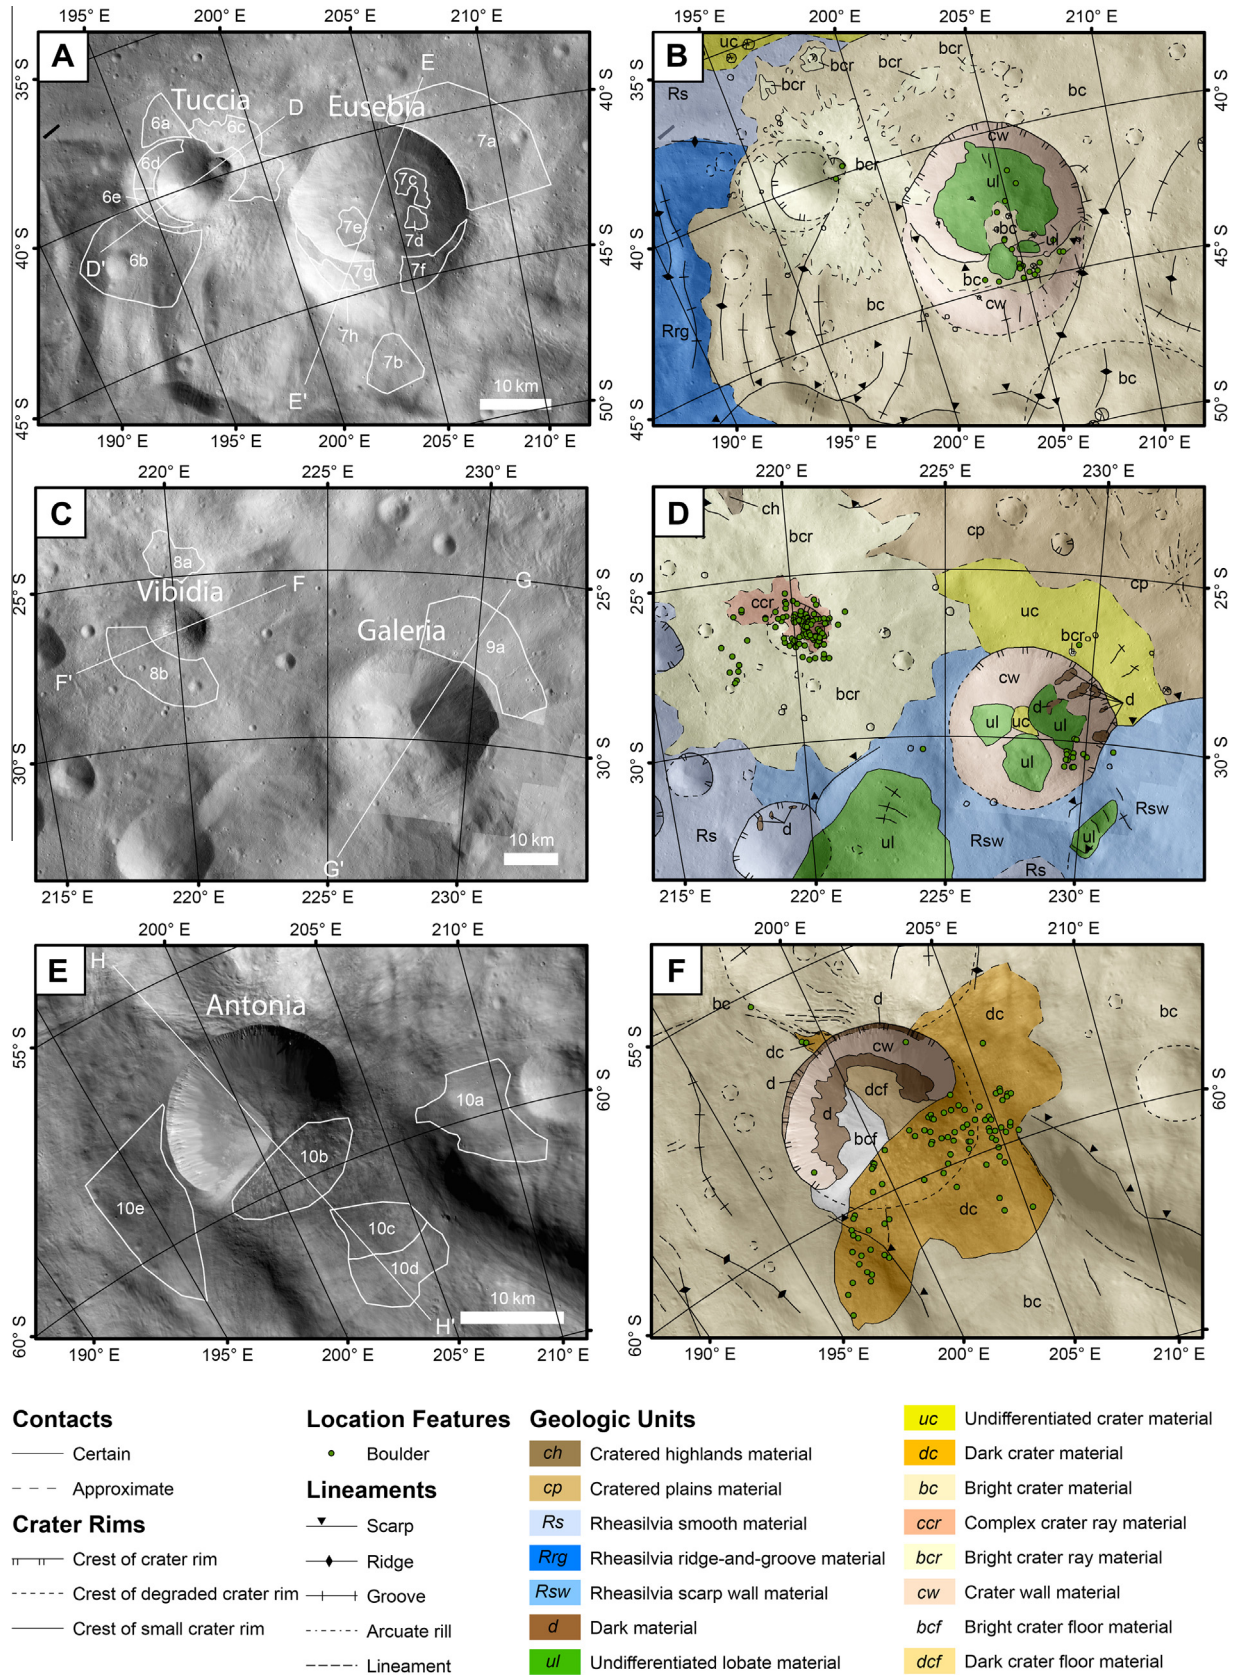 195° E 200° E 205° E 210° E
A
35° S
40° S
45° S
40° S
45° S
50° S
Tuccia
Eusebia
E
D
6a
6c
7a
6d
6e
7c
7e
7d
D'
6b
7g
7f
7h
7b
E'
10 km
190° E 195° E 200° E 205° E 210° E
195° E 200° E 205° E 210° E
B
35° S
40° S
45° S
40° S
45° S
50° S
uc
bcr
bcr
bcr
bcr
Rs
bc
cw
bcr
ul
bc
ul
bc
bc
cw
Rrg
bc
190° E 195° E 200° E 205° E 210° E
220° E 225° E 230° E
C
25° S
30° S
25° S
30° S
8a
Vibidia
F
G
Galeria
9a
8b
F'
G'
10 km
215° E 220° E 225° E 230° E
220° E 225° E 230° E
D
25° S
30° S
25° S
30° S
ch
bcr
cp
cp
ccr
uc
bcr
cw
bcr
d
d
ul
uc
ul
ul
Rsw
Rs
d
ul
Rsw
ul
Rs
215° E 220° E 225° E 230° E
200° E 205° E 210° E
E
55° S
60° S
60° S
H
Antonia
10a
10b
10e
10c
10d
10 km
H'
190° E 195° E 200° E 205° E 210° E
200° E 205° E 210° E
F
55° S
60° S
60° S
bc
d
dc
bc
dc
cw
d
dcf
d
bcf
dc
bc
190° E 195° E 200° E 205° E 210° E
Contacts
Certain
Approximate
Crater Rims
Crest of crater rim
Crest of degraded crater rim
Crest of small crater rim
Location Features
Boulder
Lineaments
Scarp
Ridge
Groove
Arcuate rill
Lineament
Geologic Units
ch Cratered highlands material
cp Cratered plains material
Rs Rheasilvia smooth material
Rrg Rheasilvia ridge-and-groove material
Rsw Rheasilvia scarp wall material
d Dark material
ul Undifferentiated lobate material
uc Undifferentiated crater material
dc Dark crater material
bc Bright crater material
ccr Complex crater ray material
bcr Bright crater ray material
cw Crater wall material
bcf Bright crater floor material
dcf Dark crater floor material